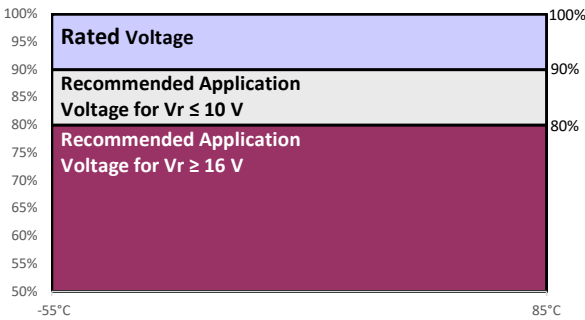 100%
95%
90%
85%
80%
75%
70%
65%
60%
55%
50%
Rated Voltage
Recommended Application
Voltage for Vr ≤ 10 V
Recommended Application
Voltage for Vr ≥ 16 V
100%
90%
80%
-55°C
85°C